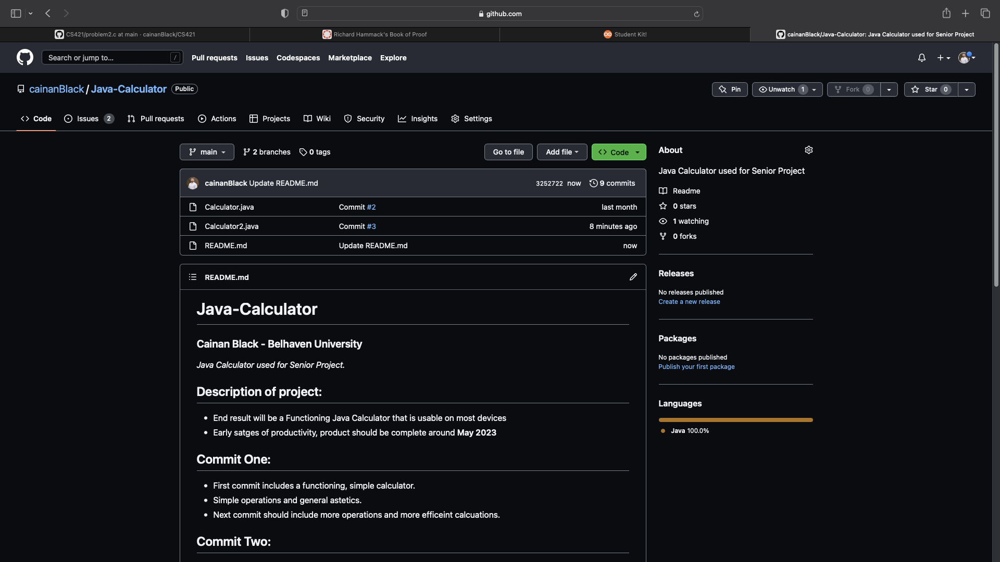 github.com
CS421/problem2.c at main · cainanBlack/CS421
Richard Hammack's Book of Proof
Student Kit!
cainanBlack/Java-Calculator: Java Calculator used for Senior Project
Search or jump to... /
Pull requests Issues Codespaces Marketplace Explore
cainanBlack / Java-Calculator Public
Pin Unwatch 1 Fork 0 Star 0
Code Issues 2 Pull requests Actions Projects Wiki Security Insights Settings
main 2 branches 0 tags Go to file Add file Code
cainanBlack Update README.md 3252722 now 9 commits
Calculator.java Commit #2 last month
Calculator2.java Commit #3 8 minutes ago
README.md Update README.md now
README.md
Java-Calculator
Cainan Black - Belhaven University
Java Calculator used for Senior Project.
Description of project:
End result will be a Functioning Java Calculator that is usable on most devices
Early satges of productivity, product should be complete around May 2023
Commit One:
First commit includes a functioning, simple calculator.
Simple operations and general astetics.
Next commit should include more operations and more efficeint calcuations.
Commit Two:
About
Java Calculator used for Senior Project
Readme
0 stars
1 watching
0 forks
Releases
No releases published
Create a new release
Packages
No packages published
Publish your first package
Languages
Java 100.0%